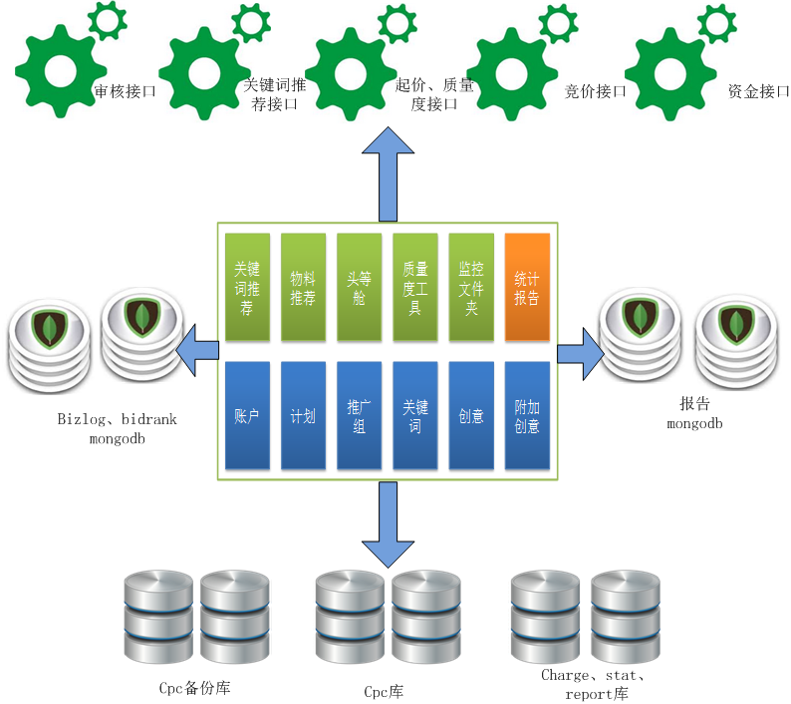 审核接口
关键词推
荐接口
起价、质量
度接口
竞价接口
资金接口
关键
词推
荐
物料
推荐
头等
舱
质量
度工
具
监控
文件
夹
统计
报告
账户
计划
推广
组
关键
词
创意
附加
创意
Bizlog、bidrank
mongodb
报告
mongodb
Cpc备份库
Cpc库
Charge、stat、
report库